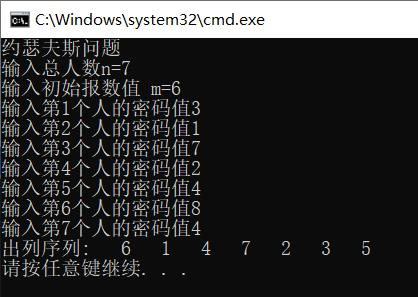 C:\Windows\system32\cmd.exe
约瑟夫斯问题
输入总人数n=7
输入初始报数值 m=6
输入第1个人的密码值3
输入第2个人的密码值1
输入第3个人的密码值7
输入第4个人的密码值2
输入第5个人的密码值4
输入第6个人的密码值8
输入第7个人的密码值4
出列序列:   6   1   4   7   2   3   5
请按任意键继续. . .